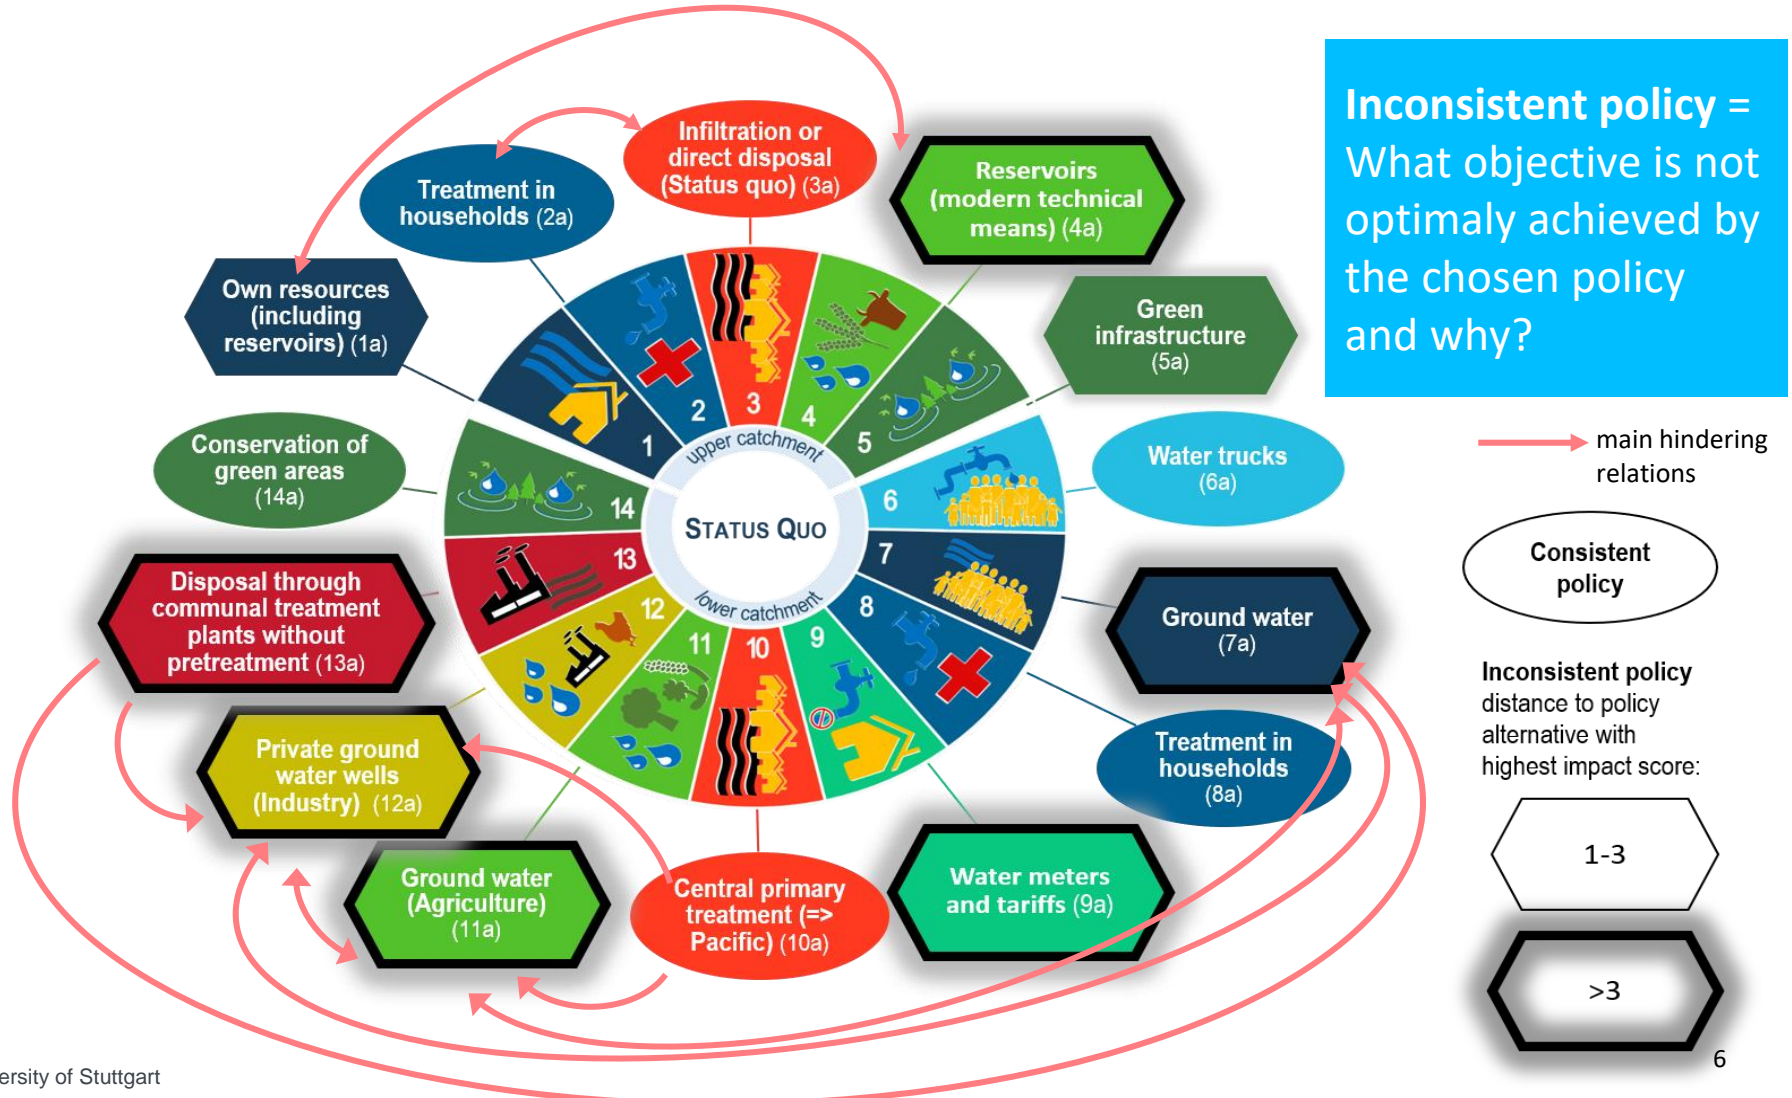 Inconsistent policy =
What objective is not
optimaly achieved by
the chosen policy
and why?
Infiltration or
direct disposal
(Status quo) (3a)
Treatment in
households (2a)
Reservoirs
(modern technical
means) (4a)
Own resources
(including
reservoirs) (1a)
Green
infrastructure
(5a)
Conservation of
green areas
(14a)
Water trucks
(6a)
Disposal through
communal treatment
plants without
pretreatment (13a)
Ground water
(7a)
Private ground
water wells
(Industry) (12a)
Treatment in
households
(8a)
Ground water
(Agriculture)
(11a)
Central primary
treatment (=>
Pacific) (10a)
Water meters
and tariffs (9a)
1
2
3
4
5
6
7
8
9
10
11
12
13
14
upper catchment
STATUS QUO
lower catchment
main hindering
relations
Consistent
policy
Inconsistent policy
distance to policy
alternative with
highest impact score:
1-3
>3
6
ersity of Stuttgart